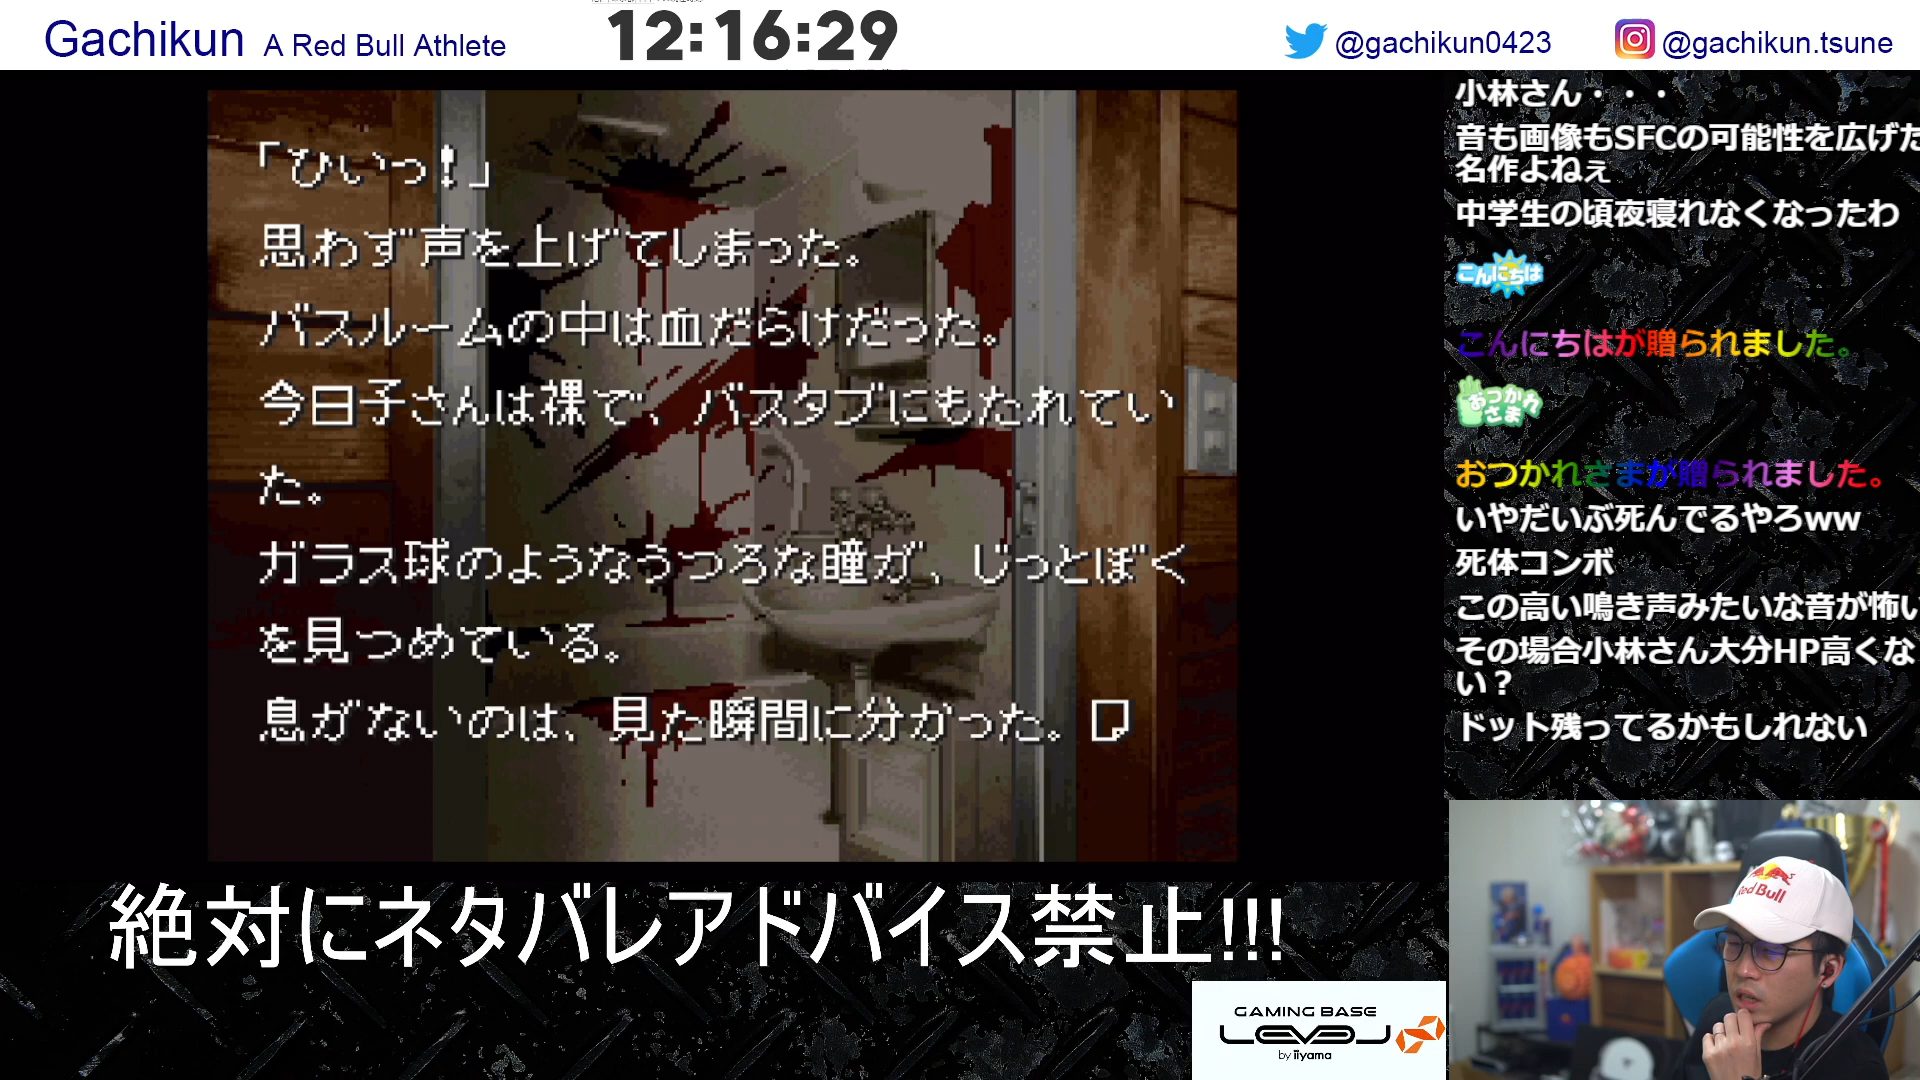 Gachikun A Red Bull Athlete
12:16:29
@gachikun0423
@gachikun.tsune
「ひいっ！」
思わず声を上げてしまった。
バスルームの中は血だらけだった。
今日子さんは裸で、バスタブにもたれてい
た。
ガラス球のようなうつろな瞳が、じっとぼく
を見つめている。
息がないのは、見た瞬間に分かった。
小林さん・・・
音も画像もSFCの可能性を広げた
名作よねぇ
中学生の頃夜寝れなくなったわ
こんにちは
こんにちはが贈られました。
おつかれさま
おつかれさまが贈られました。
いやだいぶ死んでるやろww
死体コンボ
この高い鳴き声みたいな音が怖い
その場合小林さん大分HP高くな
い？
ドット残ってるかもしれない
絶対にネタバレアドバイス禁止!!!
GAMING BASE
LEVEL
by iiyama
Red Bull